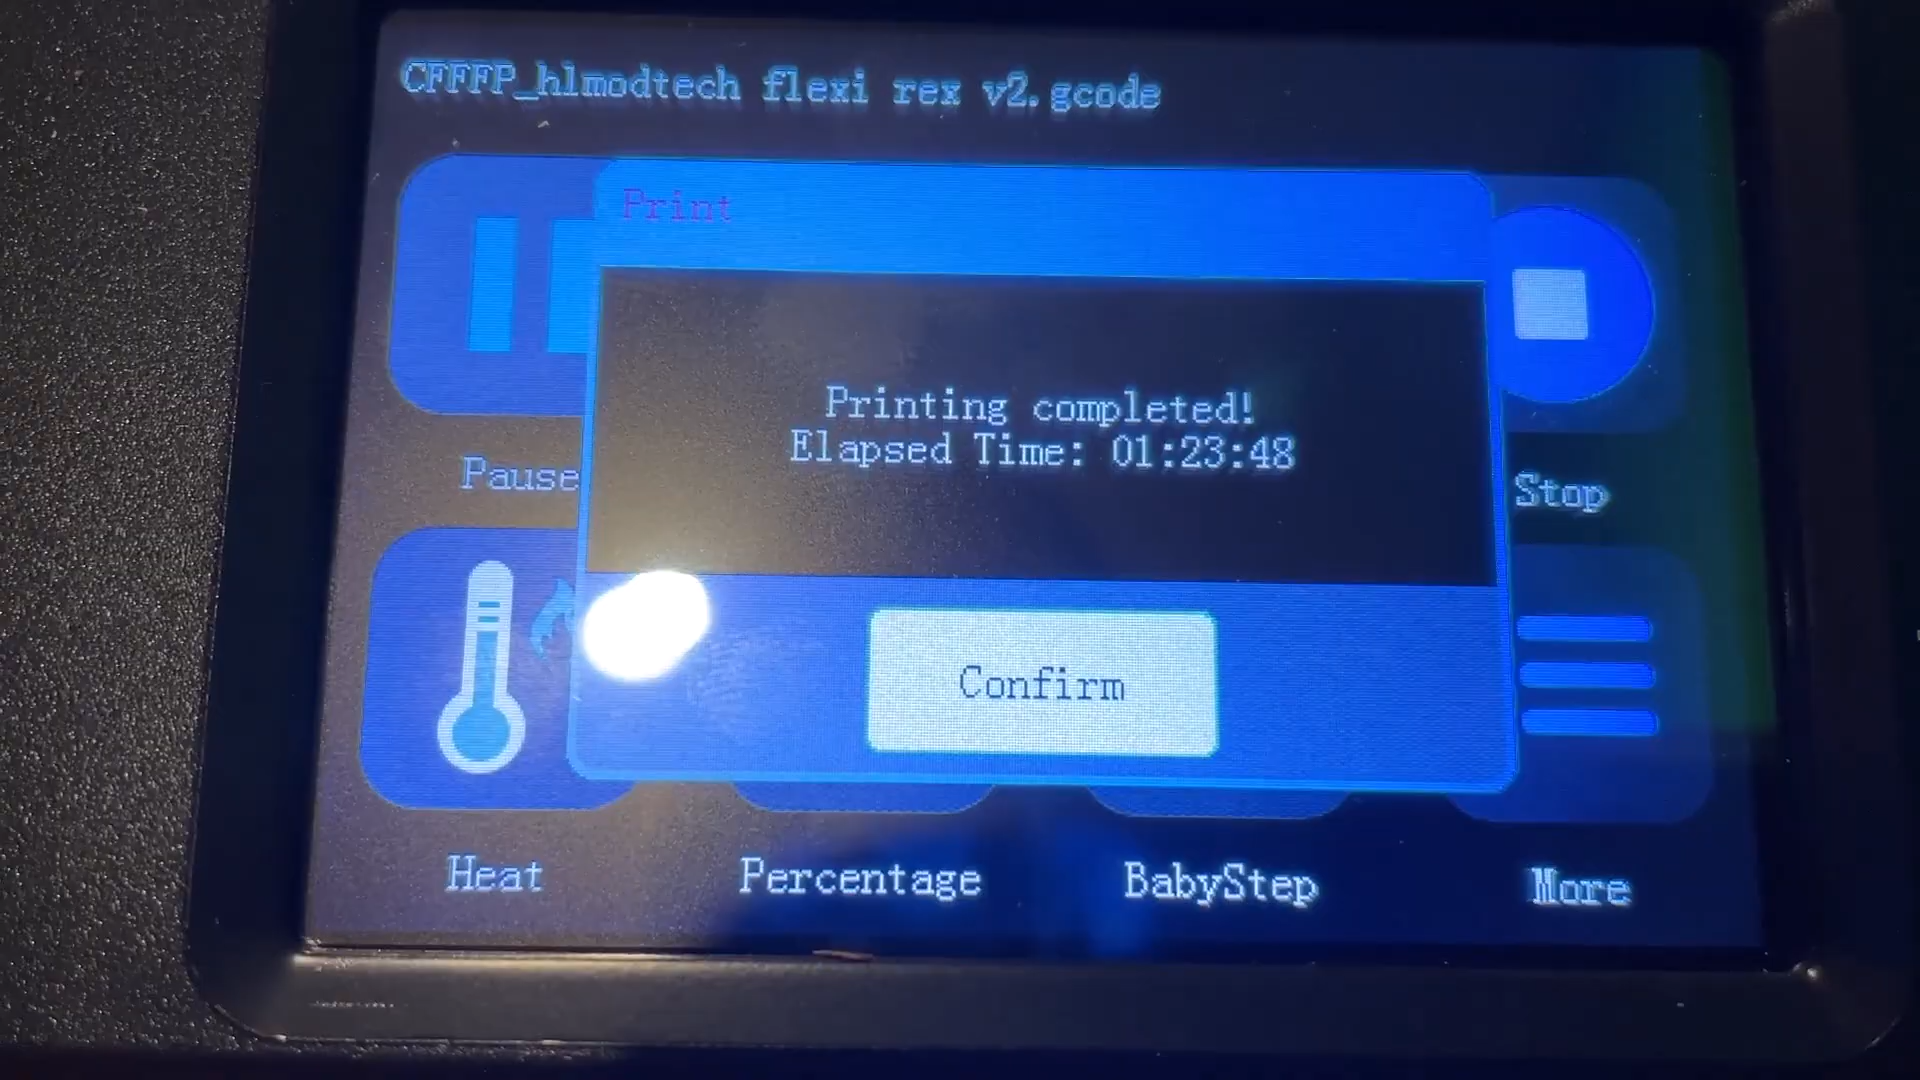 CFFFP_hlmodtech flexi rex v2.gcode
Print
Printing completed!
Elapsed Time: 01:23:48
Pause
Stop
Confirm
Heat
Percentage
BabyStep
More